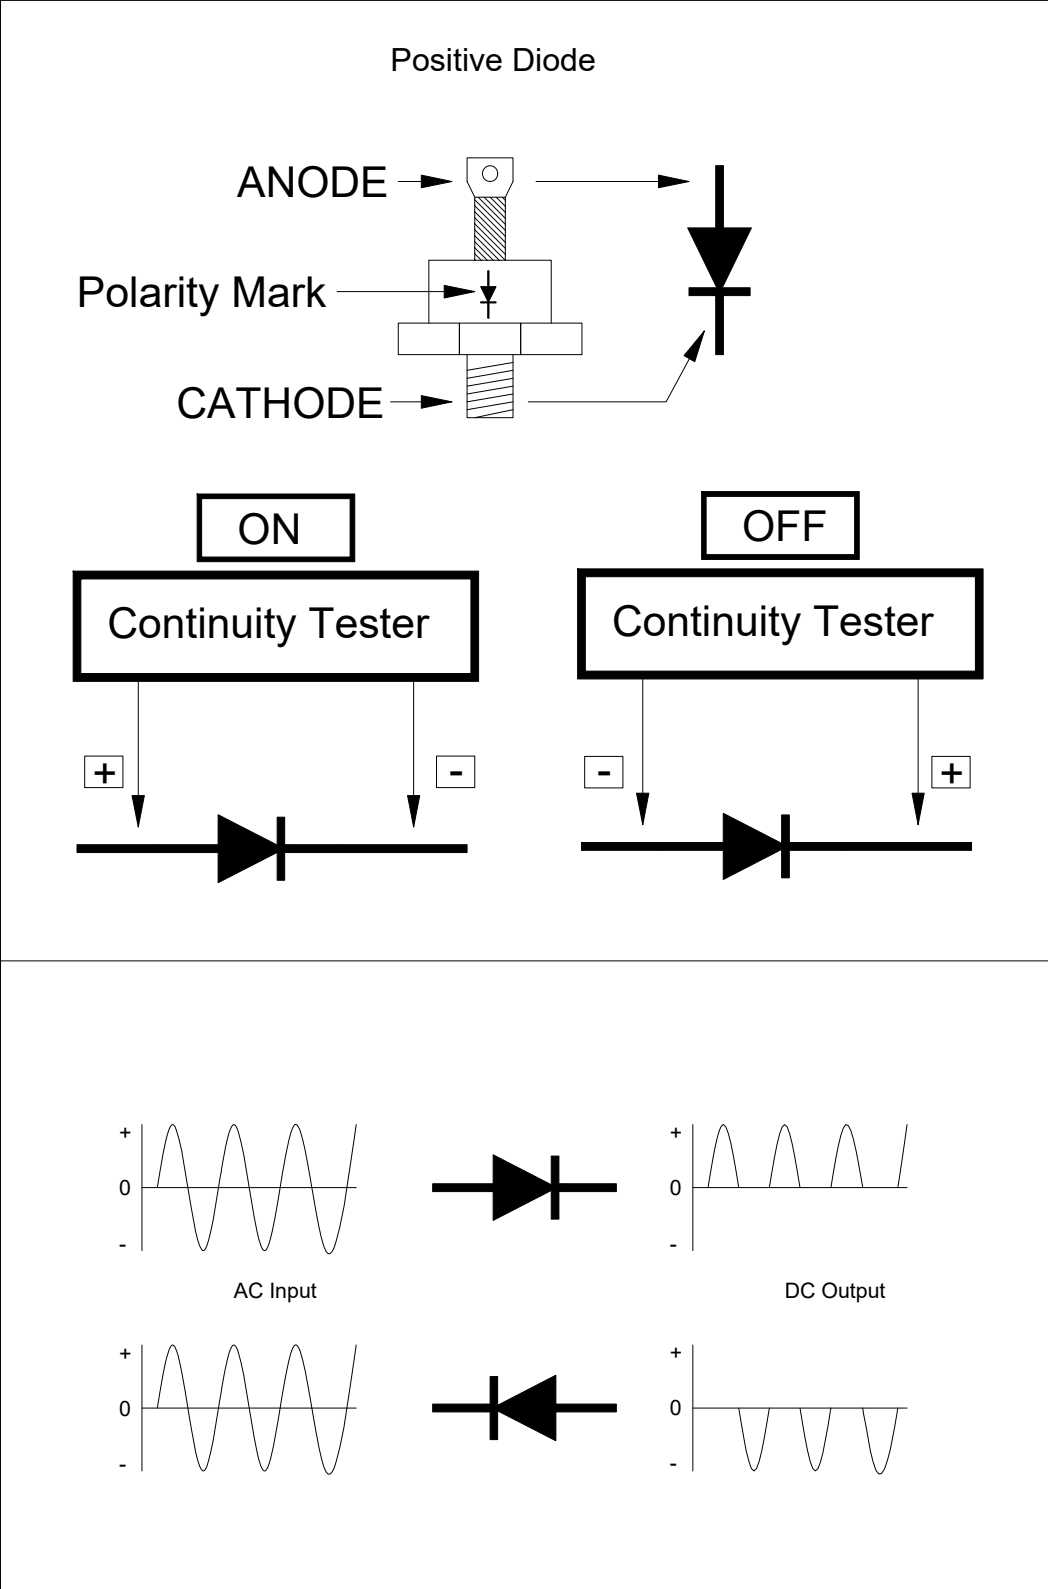 Positive Diode
ANODE
Polarity Mark
CATHODE
ON
OFF
Continuity Tester
Continuity Tester
+
-
-
+
+
0
-
+
0
-
AC Input
DC Output
+
0
-
+
0
-